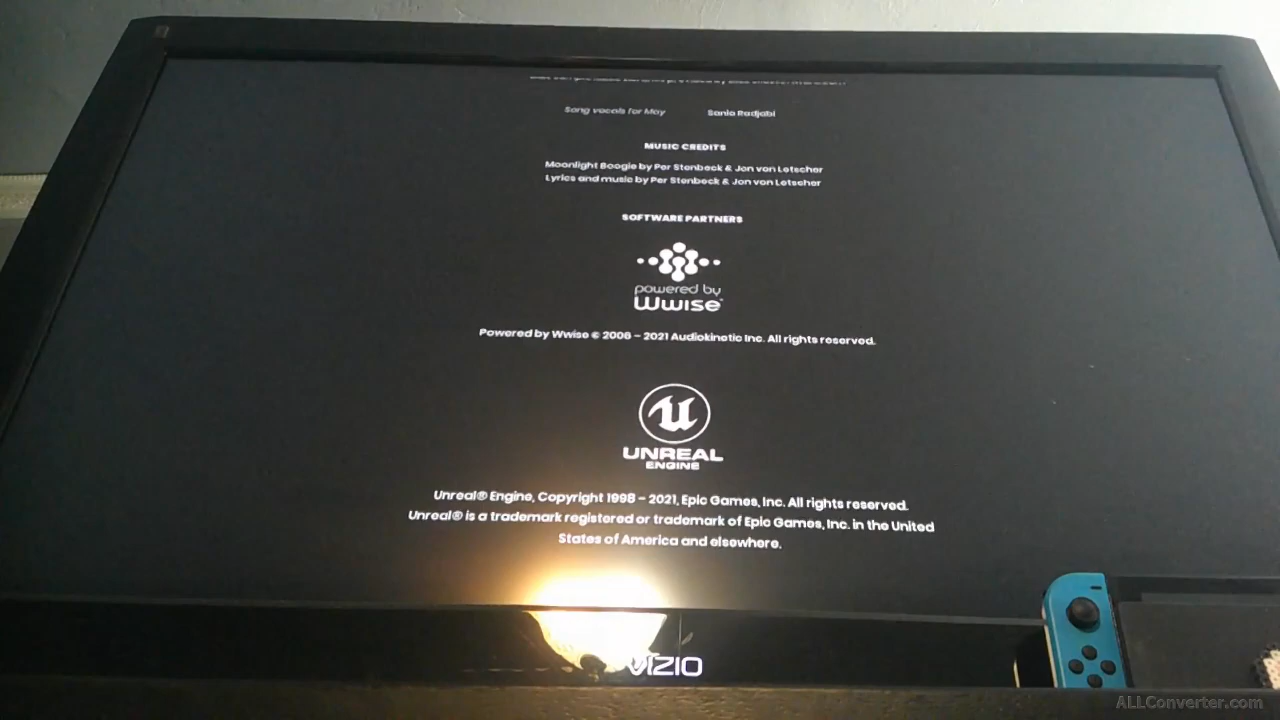 Song vocals for May Sanla Radjabi
MUSIC CREDITS
Moonlight Boogie by Per Stenbeck & Jon von Letscher
Lyrics and music by Per Stenbeck & Jon von Letscher
SOFTWARE PARTNERS
powered by
Wwise
Powered by Wwise © 2006 – 2021 Audiokinetic Inc. All rights reserved.
UNREAL
ENGINE
Unreal® Engine, Copyright 1998 – 2021, Epic Games, Inc. All rights reserved.
Unreal® is a trademark registered or trademark of Epic Games, Inc. in the United
States of America and elsewhere.
VIZIO
ALLConverter.com